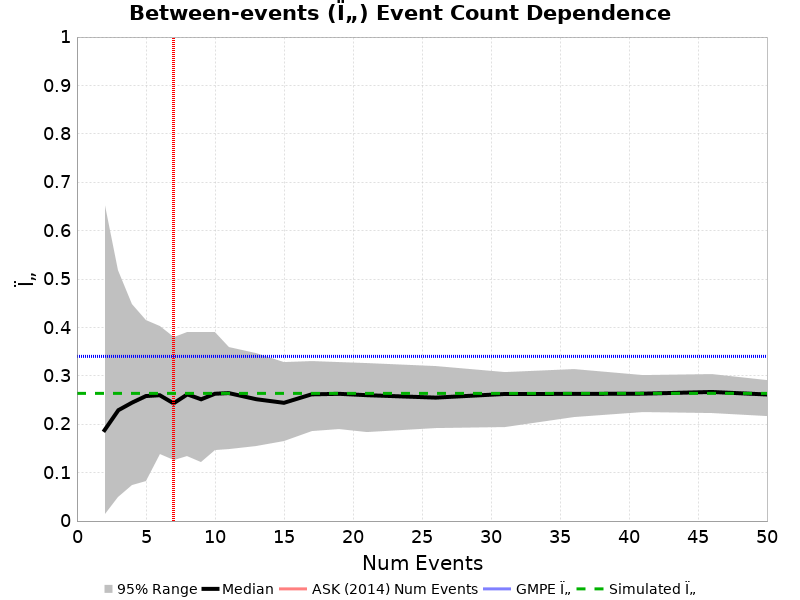 Between-events (Ï„) Event Count Dependence
1
0.9
0.8
0.7
0.6
0.5
0.4
0.3
0.2
0.1
0
Ï„
0 5 10 15 20 25 30 35 40 45 50
Num Events
95% Range Median ASK (2014) Num Events GMPE Ï„ Simulated Ï„